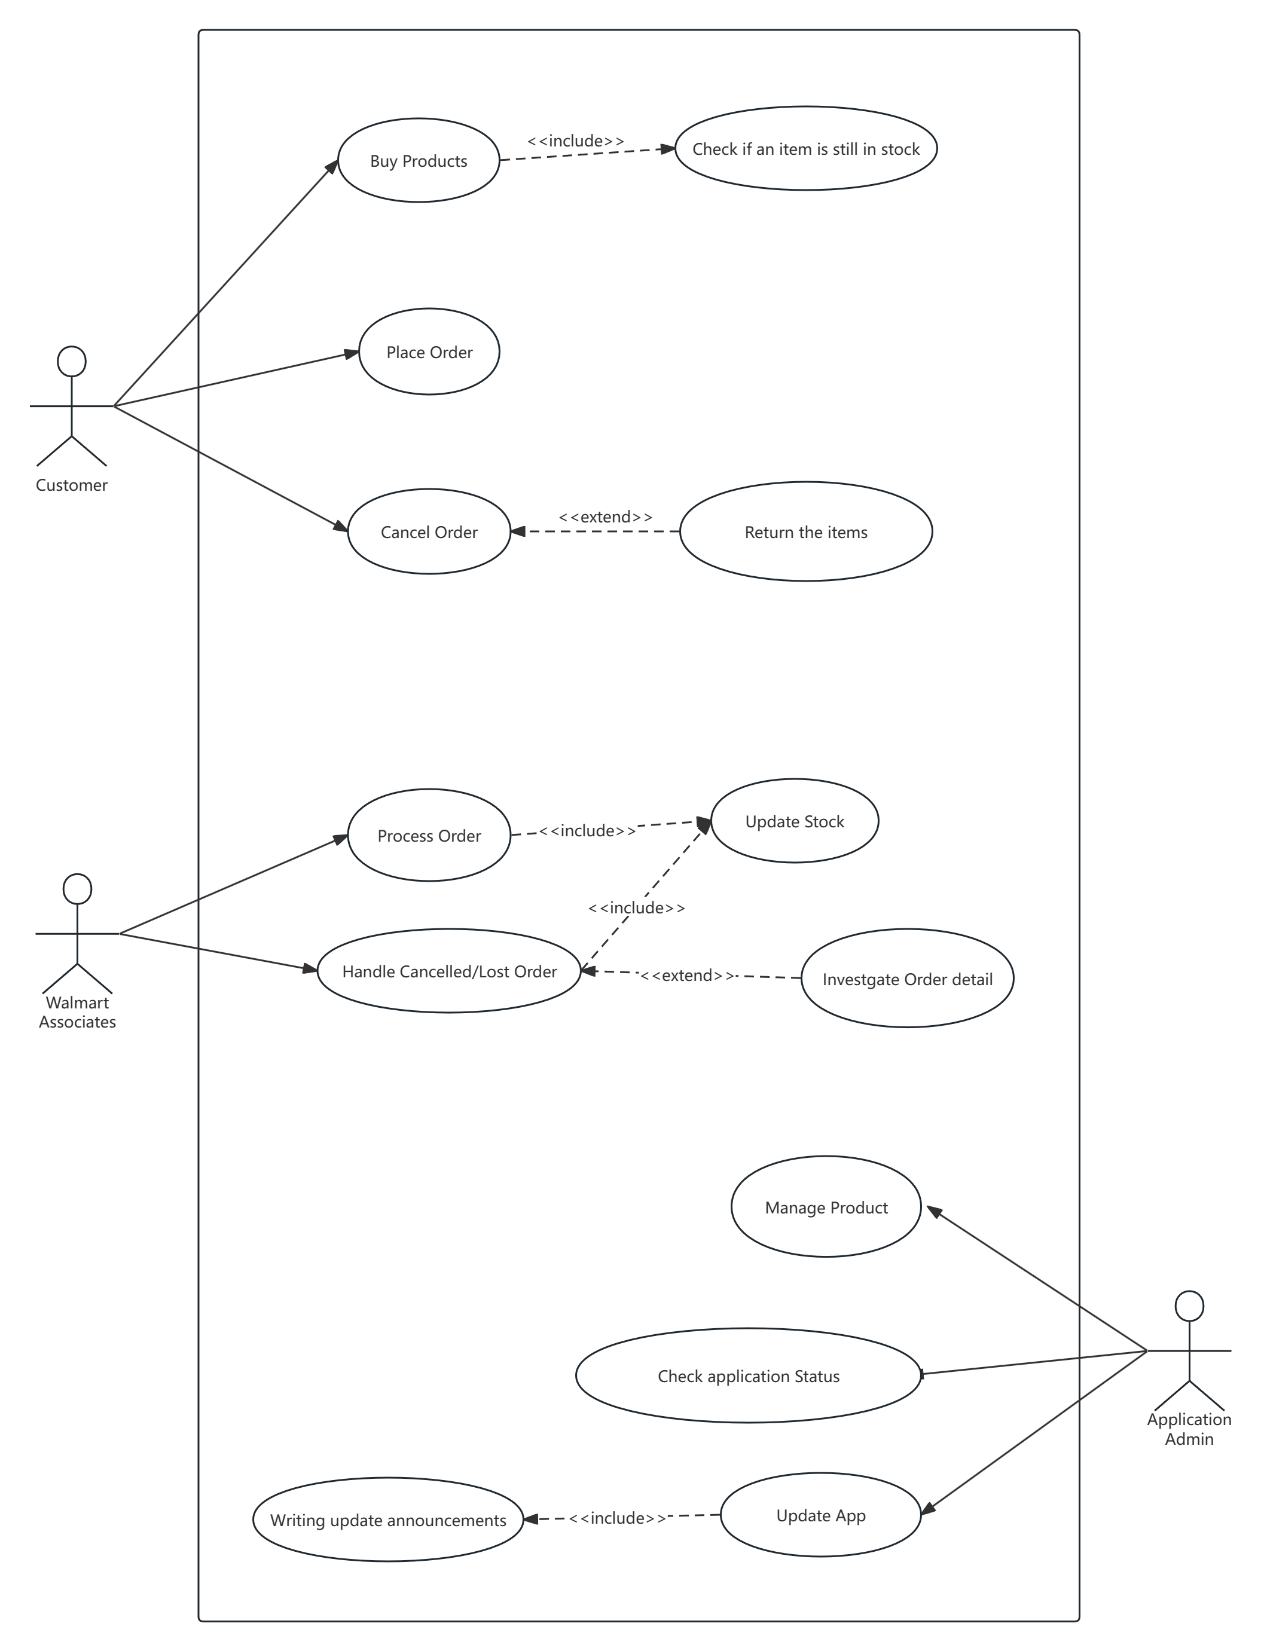 <<include>>
Buy Products
Check if an item is still in stock
Place Order
Customer
<<extend>>
Cancel Order
Return the items
Process Order
<<include>>
Update Stock
<<include>>
Handle Cancelled/Lost Order
<<extend>>
Investgate Order detail
Walmart
Associates
Manage Product
Check application Status
Application
Admin
Writing update announcements
<<include>>
Update App